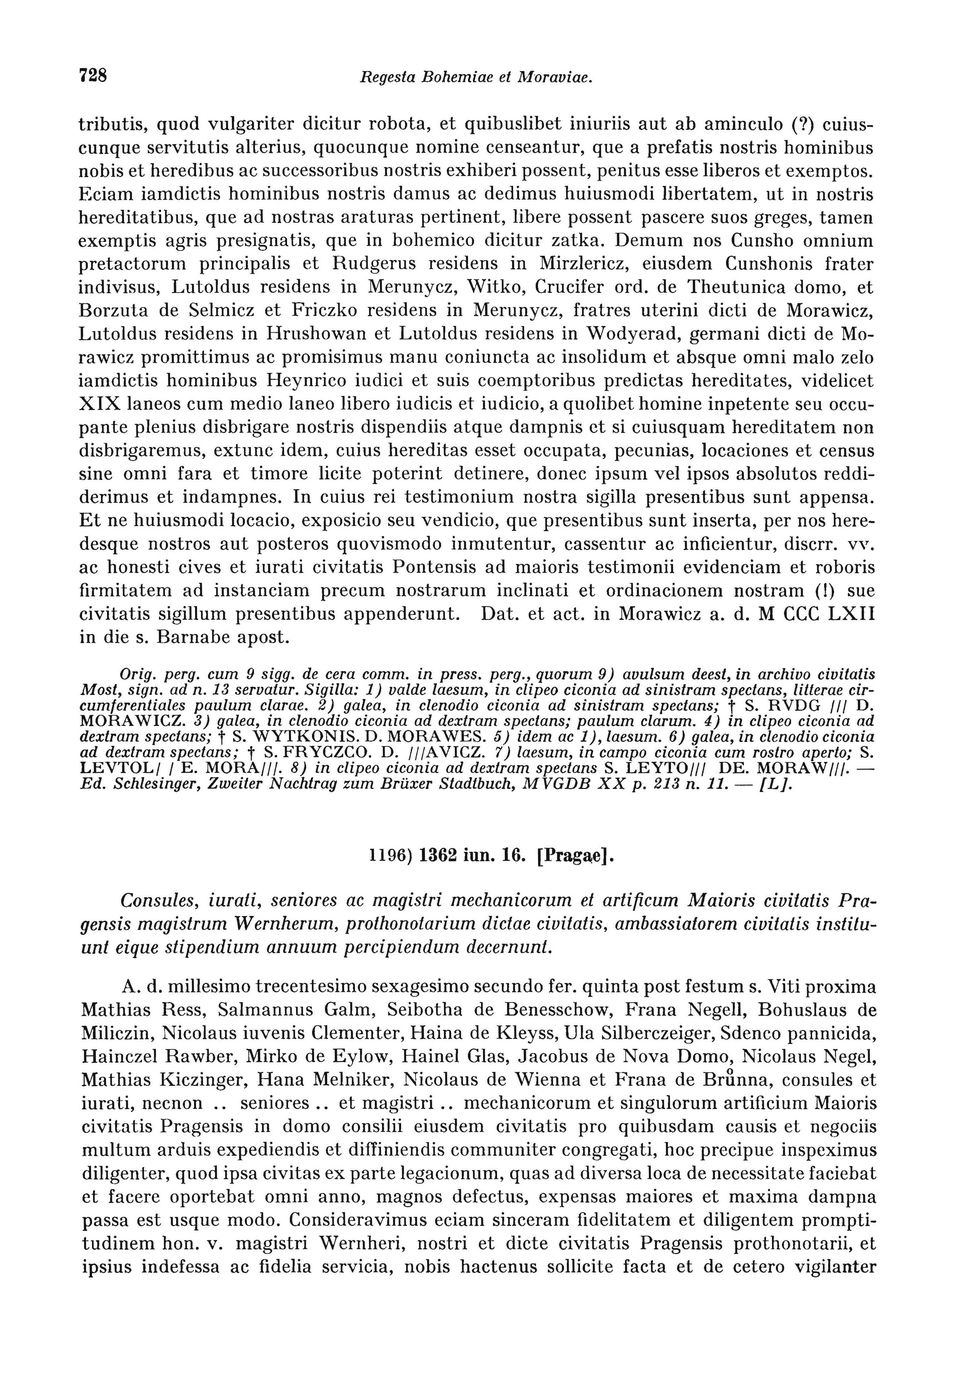 728
Regesta Bohemiae et Moraviae.
tributis, quod vulgariter dicitur robota, et quibuslibet iniuriis aut ab aminculo (?) cuius-
cunque servitutis alterius, quocunque nomine censeantur, que a prefatis nostris hominibus
nobis et heredibus ac successoribus nostris exhiberi possent, penitus esse liberos et exemptos.
Eciam iamdictis hominibus nostris damus ac dedimus huiusmodi libertatem, ut in nostris
hereditatibus, que ad nostras araturas pertinent, libere possent pascere suos greges, tamen
exemptis agris presignatis, que in bohemico dicitur zatka. Demum nos Cunsho omnium
pretactorum principalis et Rudgerus residens in Mirzlericz, eiusdem Cunshonis frater
indivisus, Lutoldus residens in Merunycz, Witko, Crucifer ord. de Theutunica domo, et
Borzuta de Selmicz et Friczko residens in Merunycz, fratres uterini dicti de Morawicz,
Lutoldus residens in Hrushowan et Lutoldus residens in Wodyerad, germani dicti de Mo-
rawicz promittimus ac promisimus manu coniuncta ac insolidum et absque omni malo zelo
iamdictis hominibus Heynrico iudici et suis coemptoribus predictas hereditates, videlicet
XIX laneos cum medio laneo libero iudicis et iudicio, a quolibet homine inpetente seu occu-
pante plenius disbrigare nostris dispendiis atque dampnis et si cuiusquam hereditatem non
disbrigaremus, extunc idem, cuius hereditas esset occupata, pecunias, locaciones et census
sine omni fara et timore licite poterint detinere, donec ipsum vel ipsos absolutos reddi-
derimus et indampnes. In cuius rei testimonium nostra sigilla presentibus sunt appensa.
Et ne huiusmodi locacio, exposicio seu vendicio, que presentibus sunt inserta, per nos here-
desque nostros aut posteros quovismodo inmutentur, cassentur ac inficientur, discrr. vv.
ac honesti cives et iurati civitatis Pontensis ad maioris testimonii evidenciam et roboris
firmitatem ad instanciam precum nostrarum inclinati et ordinacionem nostram (!) sue
civitatis sigillum presentibus appenderunt. Dat. et act. in Morawicz a. d. M CCC LXII
in die s. Barnabe apost.
Orig. perg. cum 9 sigg. de cera comm. in press. perg., quorum 9) avulsum deest, in archivo civitatis
Most, sign. ad n. 13 servatur. Sigilla: 1) valde laesum, in clipeo ciconia ad sinistram spectans, litterae cir-
cumferentiales paulum clarae. 2) galea, in clenodio ciconia ad sinistram spectans; † S. RVDG /// D.
MORAWICZ. 3) galea, in clenodio ciconia ad dextram spectans; paulum clarum. 4) in clipeo ciconia ad
dextram spectans; † S. WYTKONIS. D. MORAWES. 5) idem ac 1), laesum. 6) galea, in clenodio ciconia
ad dextram spectans; † S. FRYCZCO. D. ///AVICZ. 7) laesum, in campo ciconia cum rostro aperto; S.
LEVTOL/ / E. MORA///. 8) in clipeo ciconia ad dextram spectans S. LEYTO/// DE. MORAW///. —
Ed. Schlesinger, Zweiter Nachtrag zum Brüxer Stadtbuch, MVGDB XX p. 213 n. 11. — [L].
1196) 1362 iun. 16. [Pragae].
Consules, iurati, seniores ac magistri mechanicorum et artificum Maioris civitatis Pra-
gensis magistrum Wernherum, prothonotarium dictae civitatis, ambassiatorem civitatis institu-
unt eique stipendium annuum percipiendum decernunt.
A. d. millesimo trecentesimo sexagesimo secundo fer. quinta post festum s. Viti proxima
Mathias Ress, Salmannus Galm, Seibotha de Benesschow, Frana Negell, Bohuslaus de
Miliczin, Nicolaus iuvenis Clementer, Haina de Kleyss, Ula Silberczeiger, Sdenco pannicida,
Hainczel Rawber, Mirko de Eylow, Hainel Glas, Jacobus de Nova Domo, Nicolaus Negel,
Mathias Kiczinger, Hana Melniker, Nicolaus de Wienna et Frana de Brůnna, consules et
iurati, necnon .. seniores .. et magistri .. mechanicorum et singulorum artificium Maioris
civitatis Pragensis in domo consilii eiusdem civitatis pro quibusdam causis et negociis
multum arduis expediendis et diffiniendis communiter congregati, hoc precipue inspeximus
diligenter, quod ipsa civitas ex parte legacionum, quas ad diversa loca de necessitate faciebat
et facere oportebat omni anno, magnos defectus, expensas maiores et maxima dampna
passa est usque modo. Consideravimus eciam sinceram fidelitatem et diligentem prompti-
tudinem hon. v. magistri Wernheri, nostri et dicte civitatis Pragensis prothonotarii, et
ipsius indefessa ac fidelia servicia, nobis hactenus sollicite facta et de cetero vigilanter